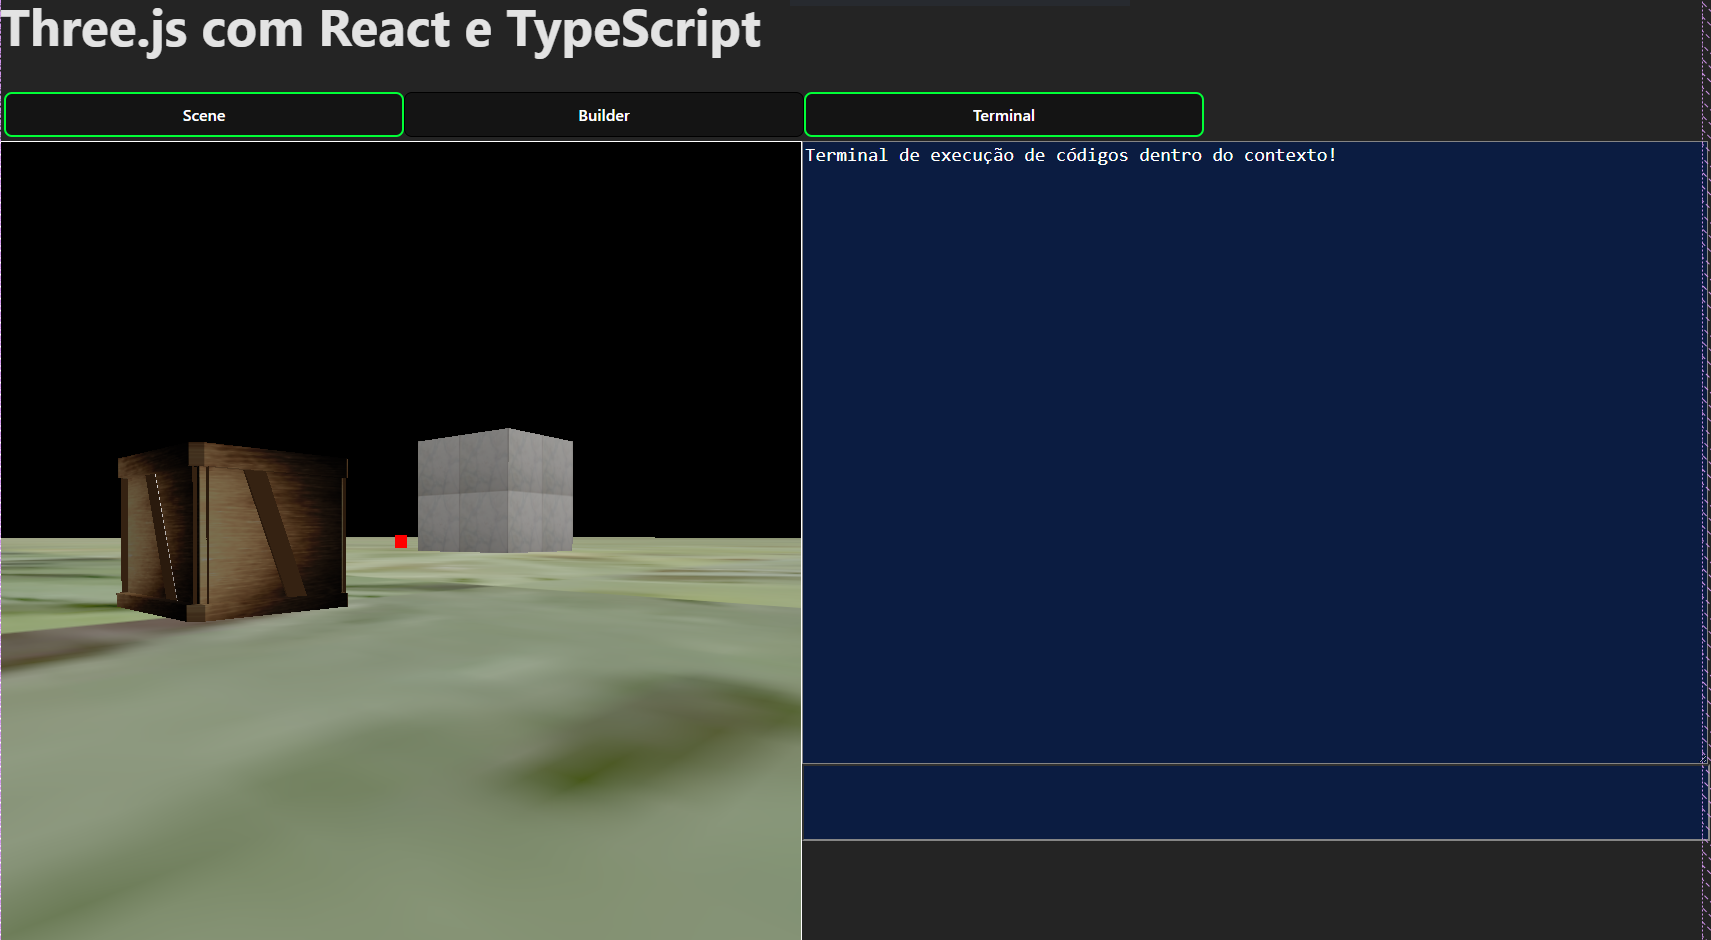 Three.js com React e TypeScript
Scene
Builder
Terminal
Terminal de execução de códigos dentro do contexto!